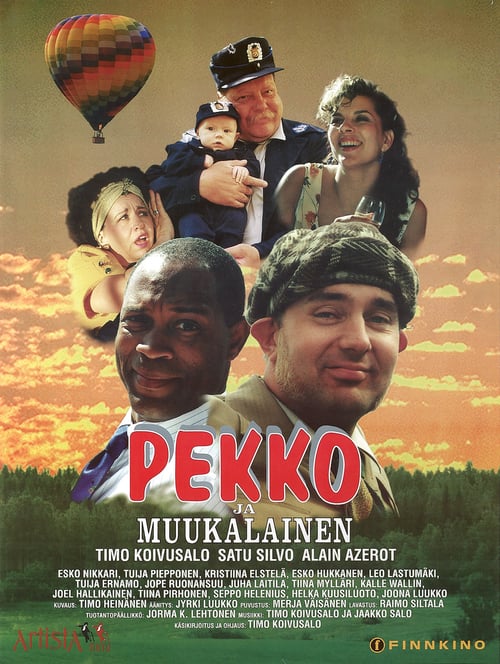 PEKKO
JA
MUUKALAINEN
TIMO KOIVUSALO SATU SILVO ALAIN AZEROT
ESKO NIKKARI, TUIJA PIEPPONEN, KRISTIINA ELSTELÄ, ESKO HUKKANEN, LEO LASTUMÄKI,
TUIJA ERNAMO, JOPE RUONANSUU, JUHA LAITILA, TIINA MYLLÄRI, KALLE WALLIN,
JOEL HALLIKAINEN, TIINA PIRHONEN, SEPPO HELENIUS, HELKA KUUSILUOTO, JOONA LUUKKO
KUVAUS: TIMO HEINÄNEN ÄÄNITYS: JYRKI LUUKKO PUVUSTUS: MERJA VÄISÄNEN LAVASTUS: RAIMO SILTALA
TUOTANTOPÄÄLLIKKÖ: JORMA K. LEHTONEN MUSIIKKI: TIMO KOIVUSALO JA JAAKKO SALO
KÄSIKIRJOITUS JA OHJAUS: TIMO KOIVUSALO
ARTISTA
FINNKINO